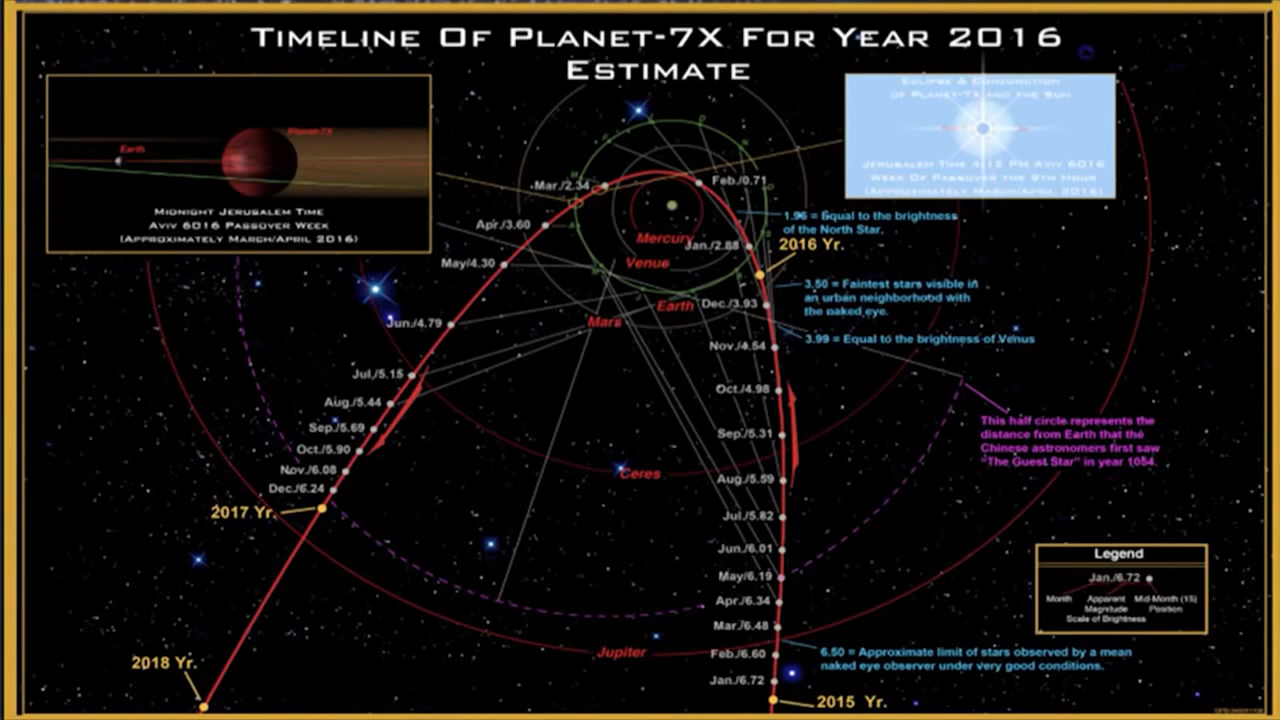 TIMELINE OF PLANET-7X FOR YEAR 2016
ESTIMATE
Planet-7X
Earth
MIDNIGHT JERUSALEM TIME
AVIV 6016 PASSOVER WEEK
(APPROXIMATELY MARCH/APRIL 2016)
ECLIPSE & CONJUNCTION
OF PLANET-7X AND THE SUN
JERUSALEM TIME 4:12 PM AVIV 6016
WEEK OF PASSOVER THE 9TH HOUR
(APPROXIMATELY MARCH/APRIL 2016)
Mar./2.34
Feb./0.71
Apr./3.60
May/4.30
Jun./4.79
Jul./5.15
Aug./5.44
Sep./5.69
Oct./5.90
Nov./6.08
Dec./6.24
2017 Yr.
2018 Yr.
Mercury
Venue
Earth
Mars
Ceres
Jupiter
Jan./2.88
2016 Yr.
Dec./3.93
Nov./4.54
Oct./4.98
Sep./5.31
Aug./5.59
Jul./5.82
Jun./6.01
May/6.19
Apr./6.34
Mar./6.48
Feb./6.60
Jan./6.72
2015 Yr.
1.96 = Equal to the brightness
of the North Star.
3.50 = Faintest stars visible in
an urban neighborhood with
the naked eye.
3.99 = Equal to the brightness of Venus
This half circle represents the
distance from Earth that the
Chinese astronomers first saw
"The Guest Star" in year 1054.
6.50 = Approximate limit of stars observed by a mean
naked eye observer under very good conditions.
Legend
Jan./6.72
Month Apparent Mid-Month (15)
Magnitude Position
Scale of Brightness